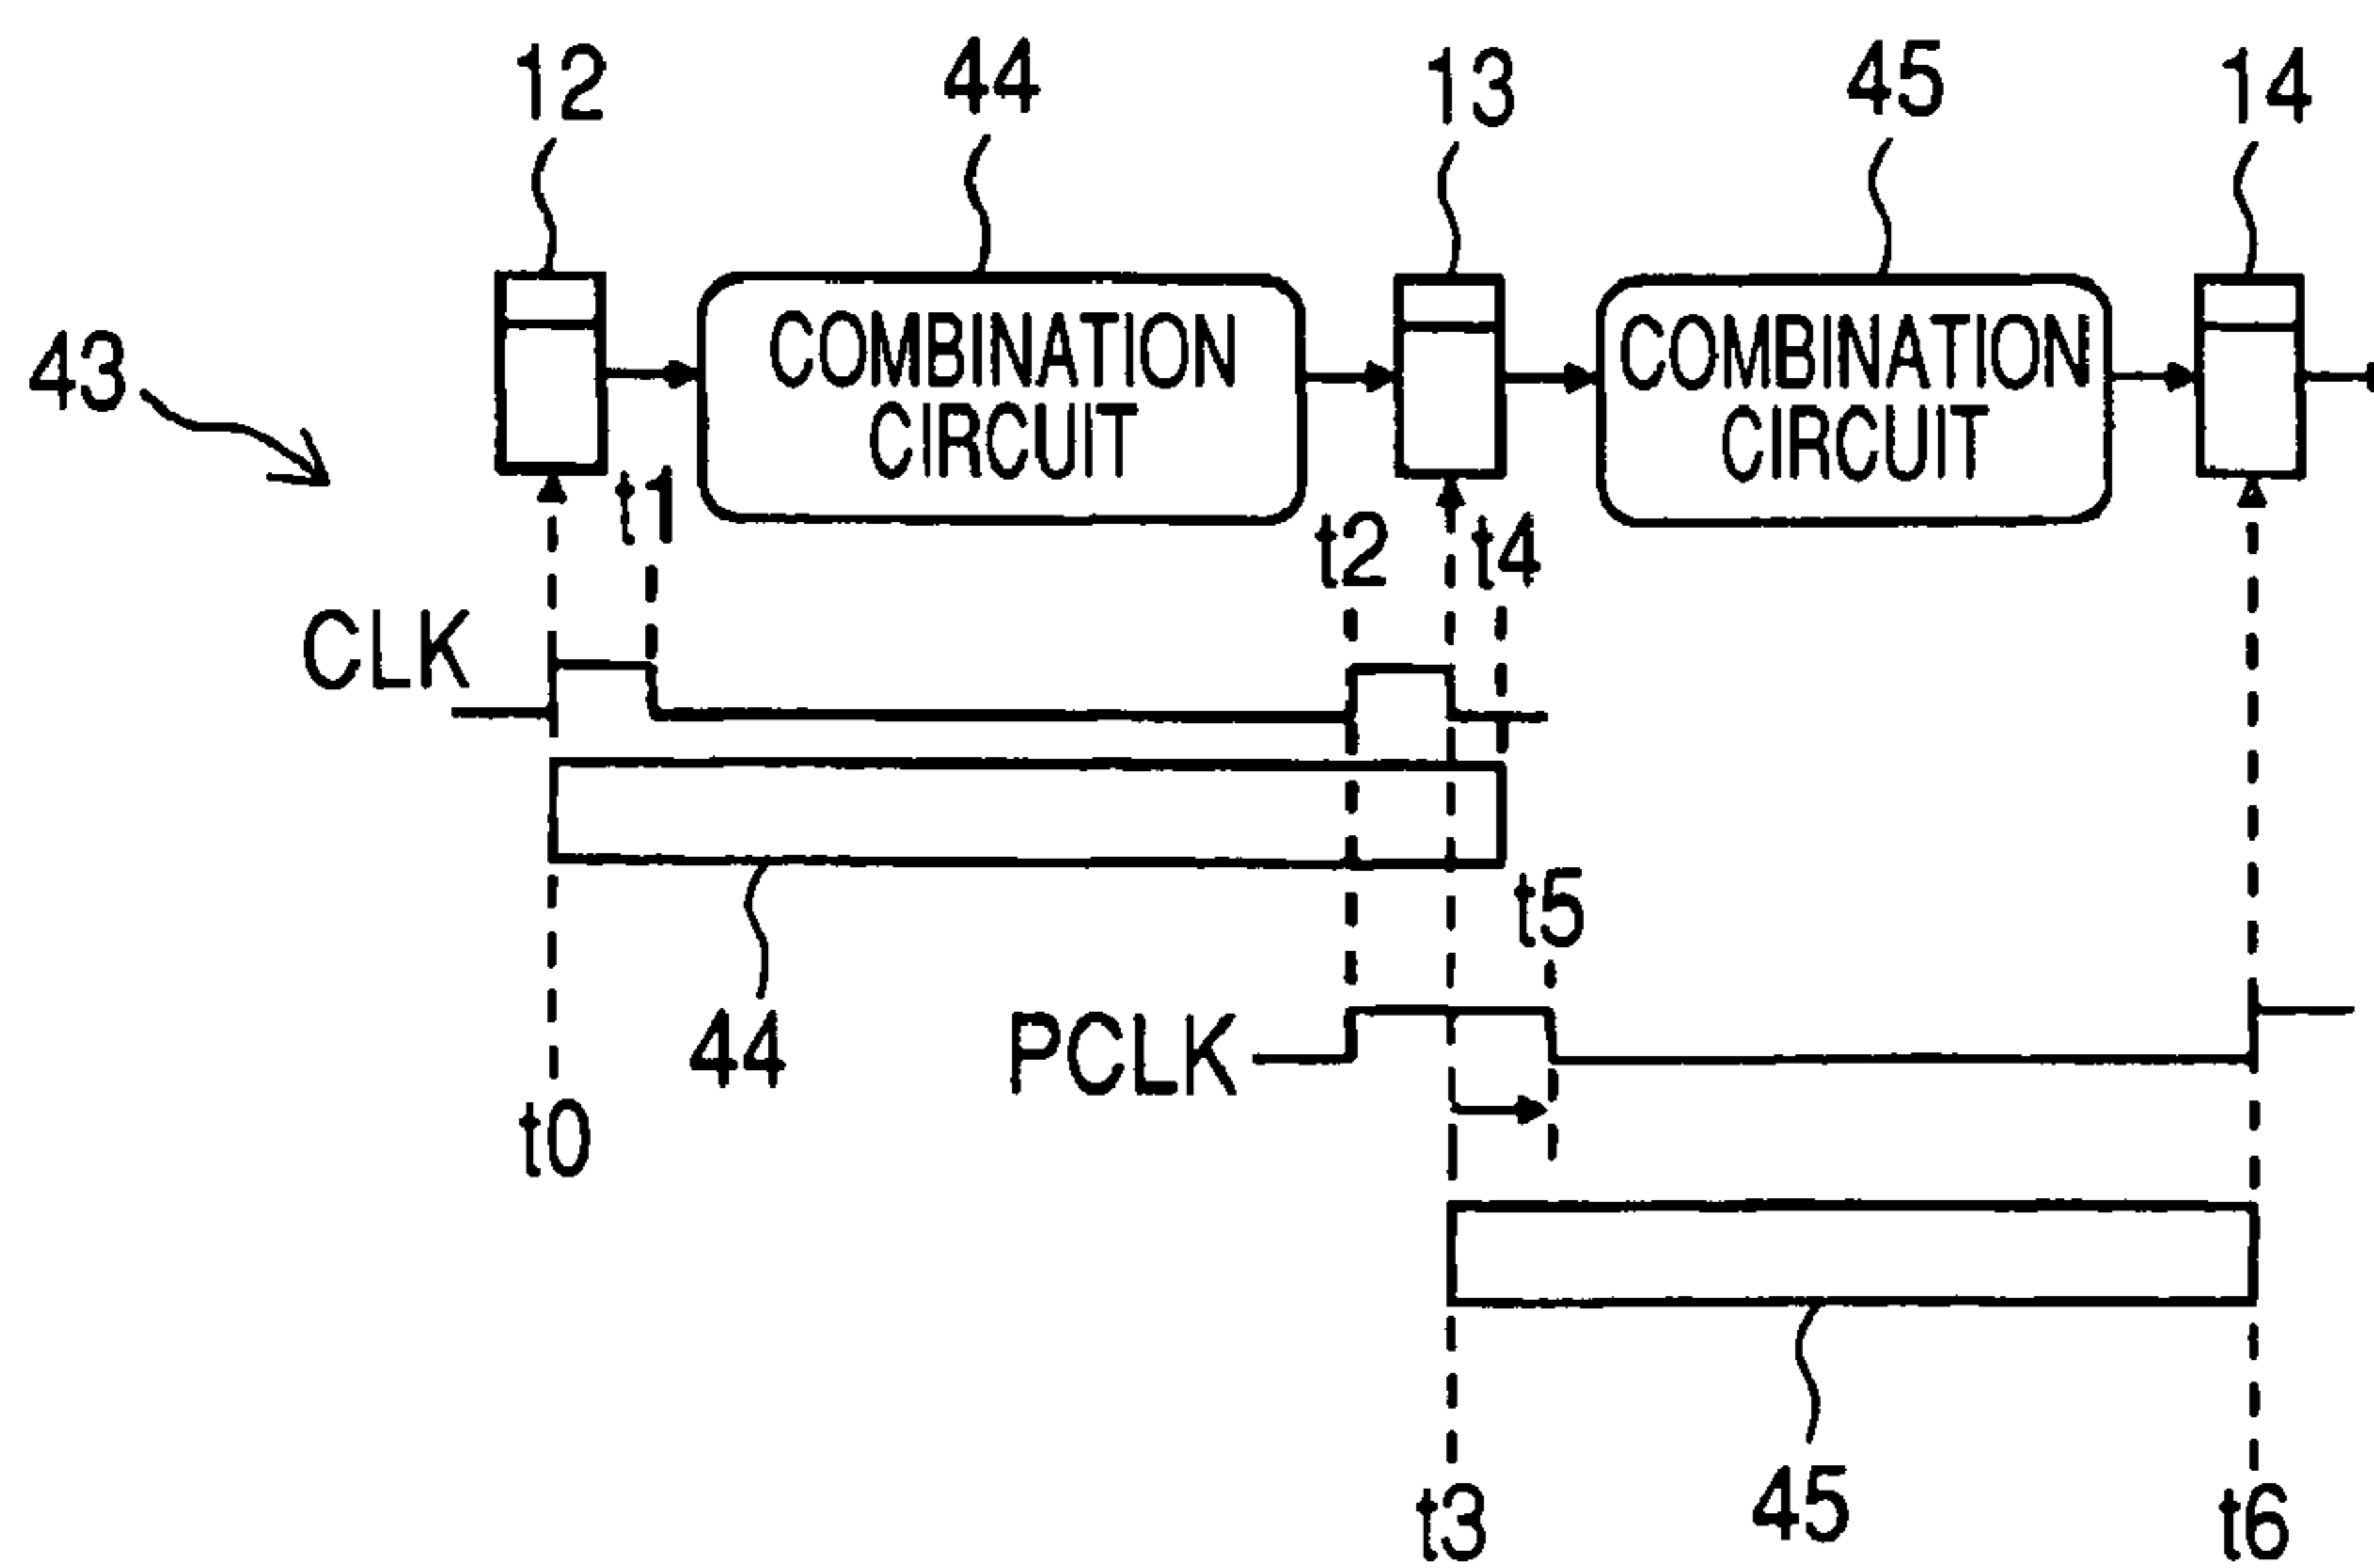 12
44
13
45
14
COMBINATION
CIRCUIT
COMBINATION
CIRCUIT
43
t1
t2
t4
CLK
t5
44
PCLK
t0
t3
45
t6